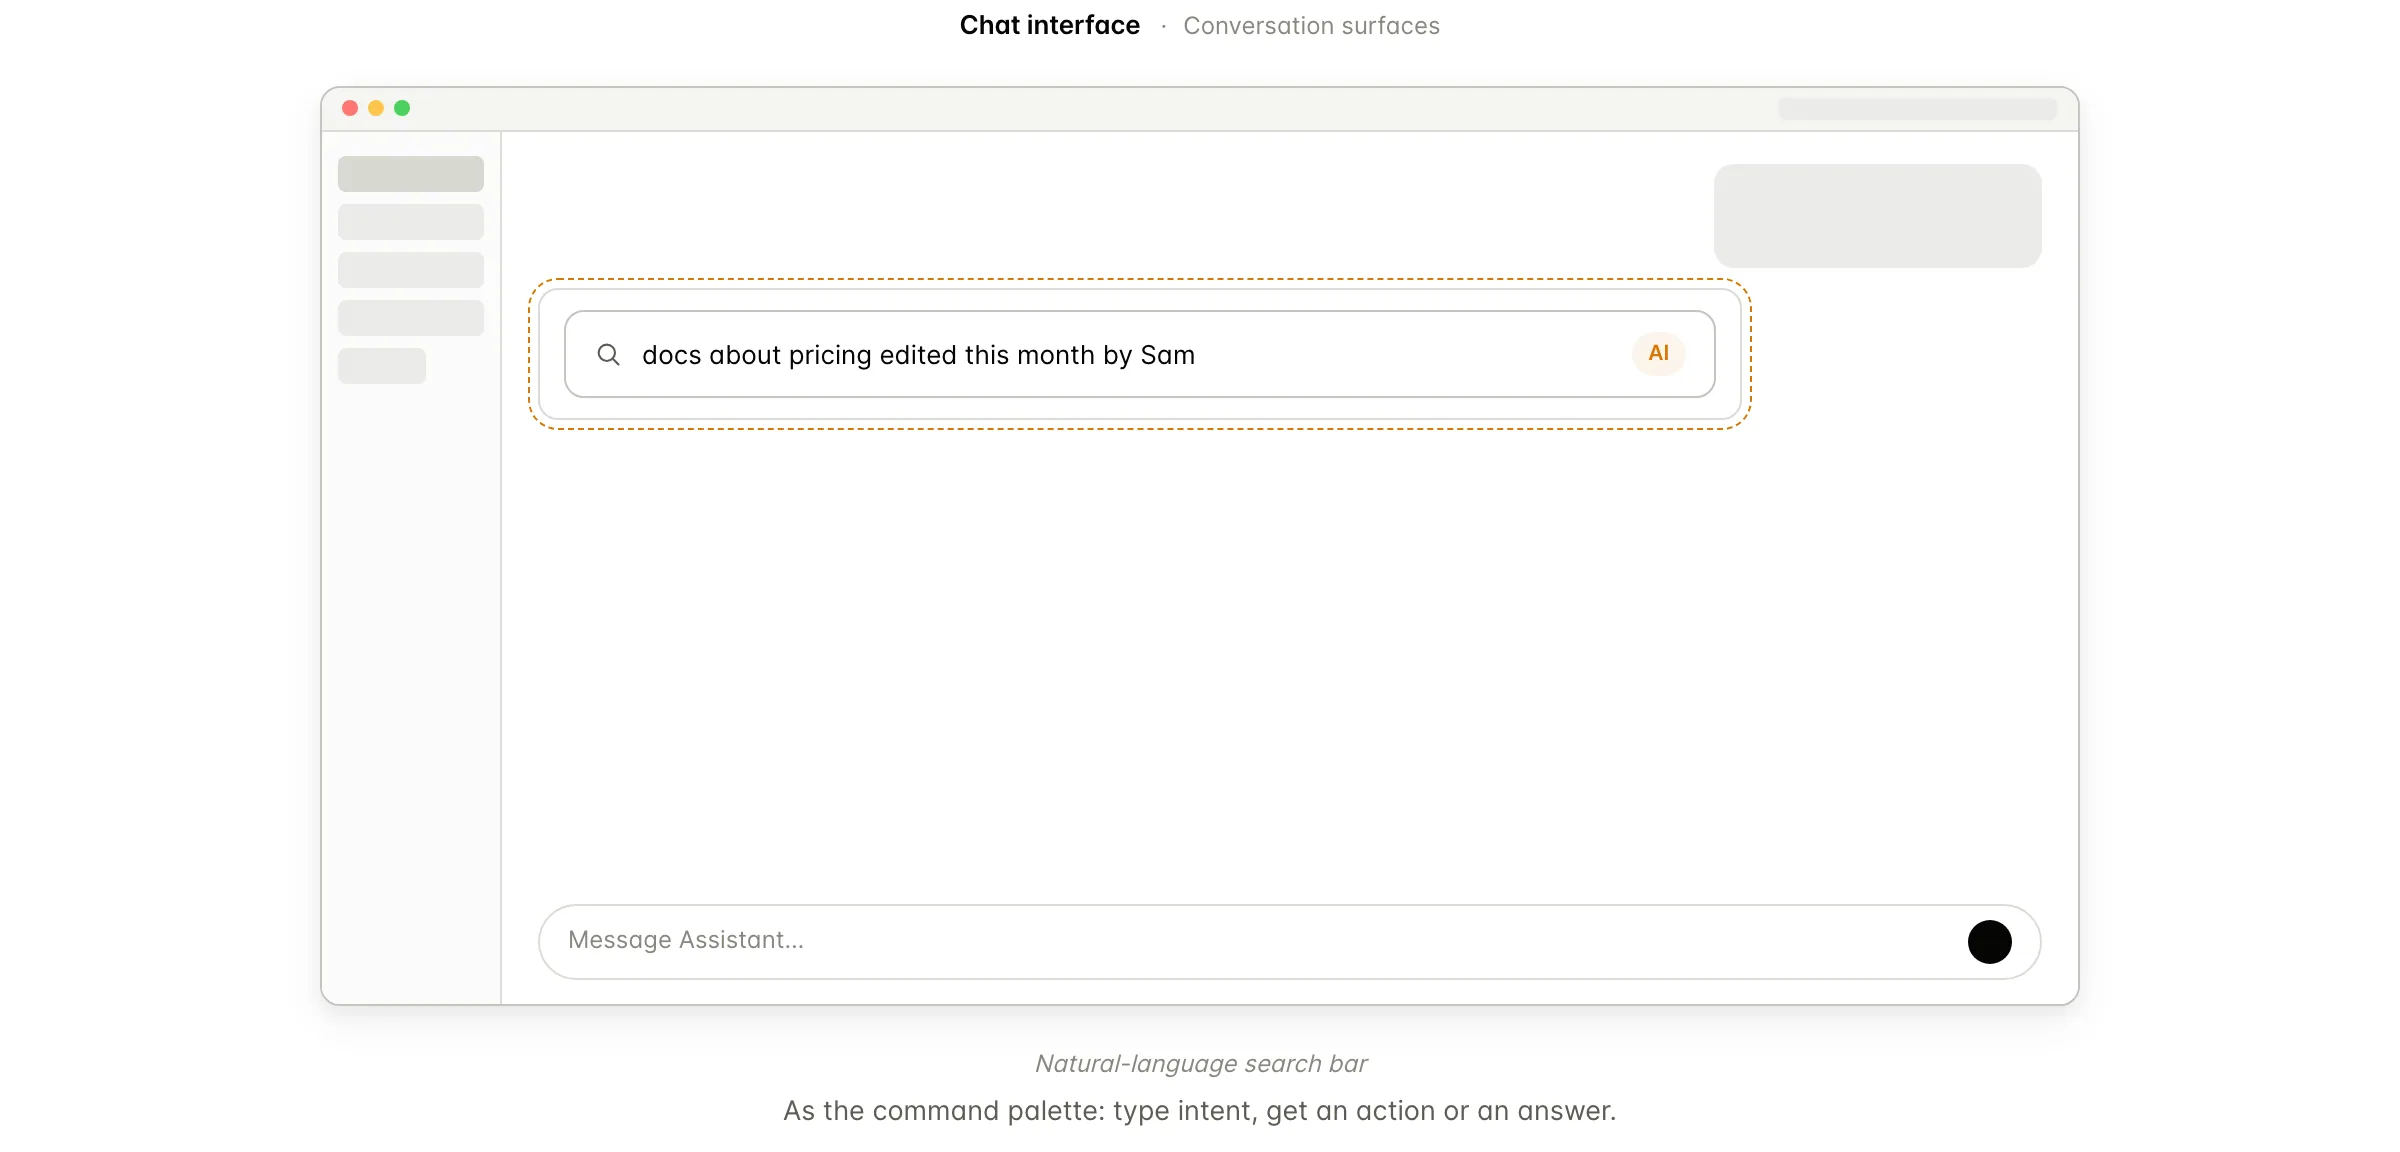 Chat interface · Conversation surfaces
docs about pricing edited this month by Sam AI
Message Assistant...
Natural-language search bar
As the command palette: type intent, get an action or an answer.